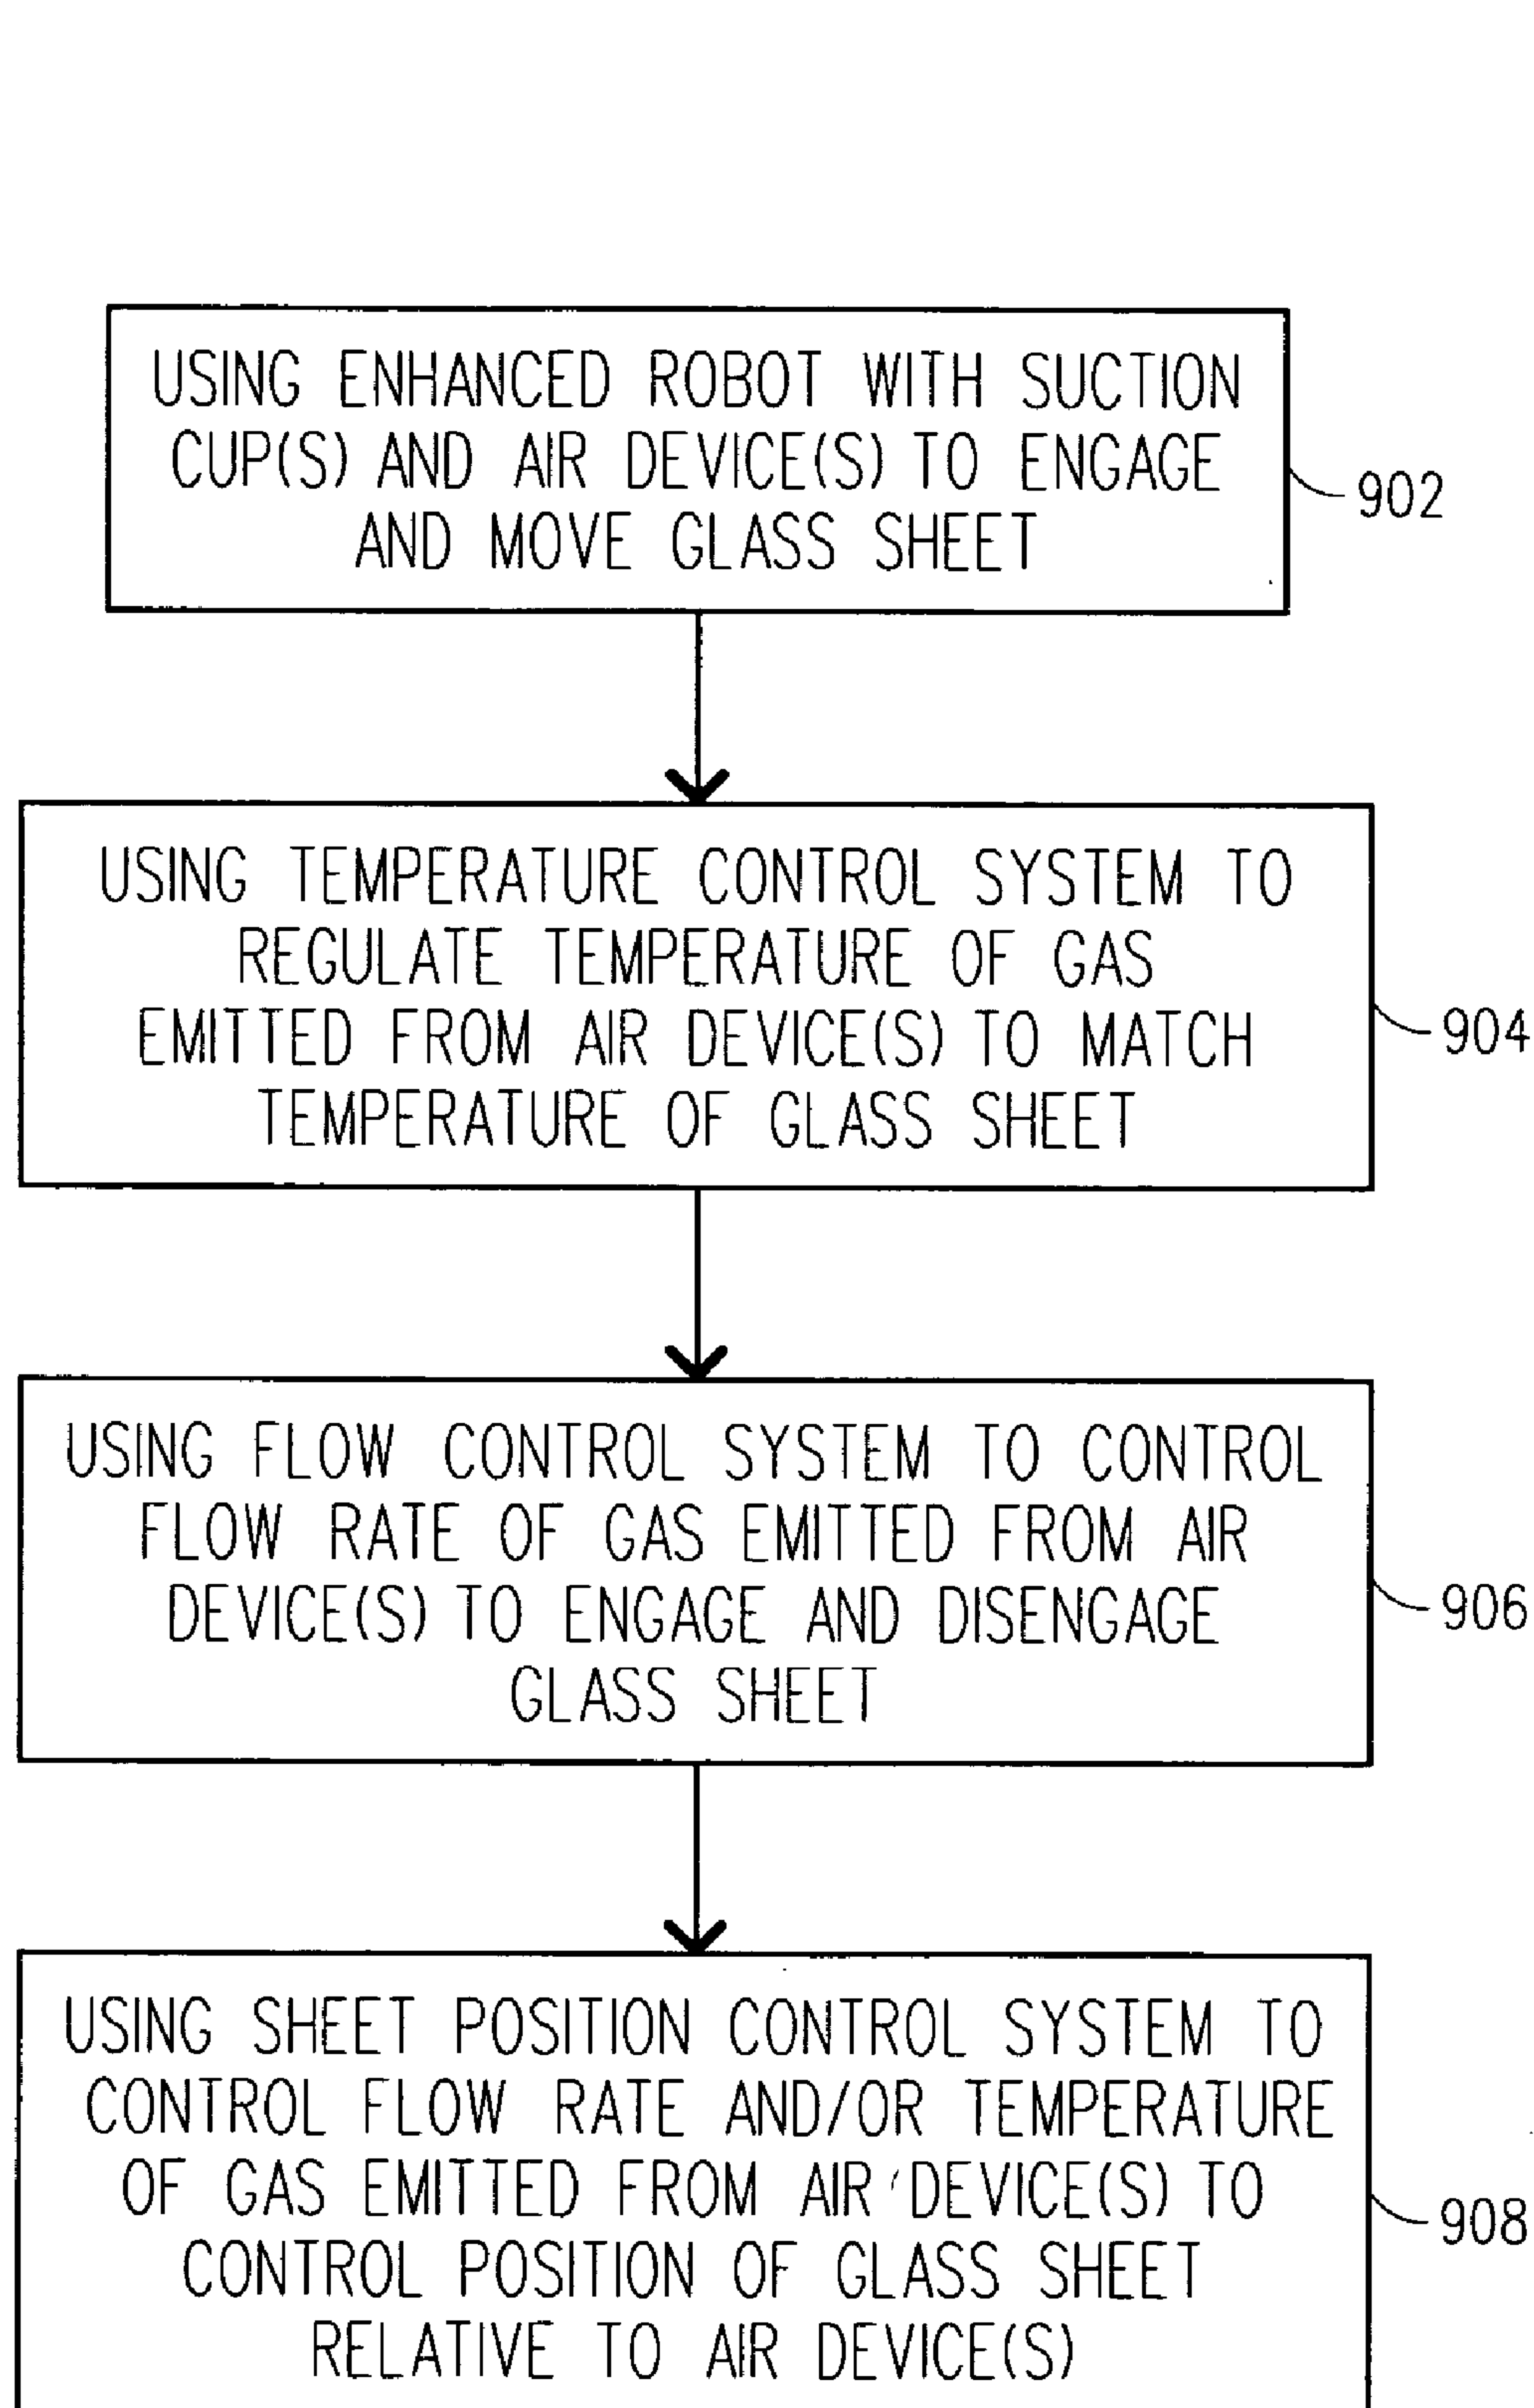 USING ENHANCED ROBOT WITH SUCTION
CUP(S) AND AIR DEVICE(S) TO ENGAGE
AND MOVE GLASS SHEET
902
USING TEMPERATURE CONTROL SYSTEM TO
REGULATE TEMPERATURE OF GAS
EMITTED FROM AIR DEVICE(S) TO MATCH
TEMPERATURE OF GLASS SHEET
904
USING FLOW CONTROL SYSTEM TO CONTROL
FLOW RATE OF GAS EMITTED FROM AIR
DEVICE(S) TO ENGAGE AND DISENGAGE
GLASS SHEET
906
USING SHEET POSITION CONTROL SYSTEM TO
CONTROL FLOW RATE AND/OR TEMPERATURE
OF GAS EMITTED FROM AIR DEVICE(S) TO
CONTROL POSITION OF GLASS SHEET
RELATIVE TO AIR DEVICE(S)
908